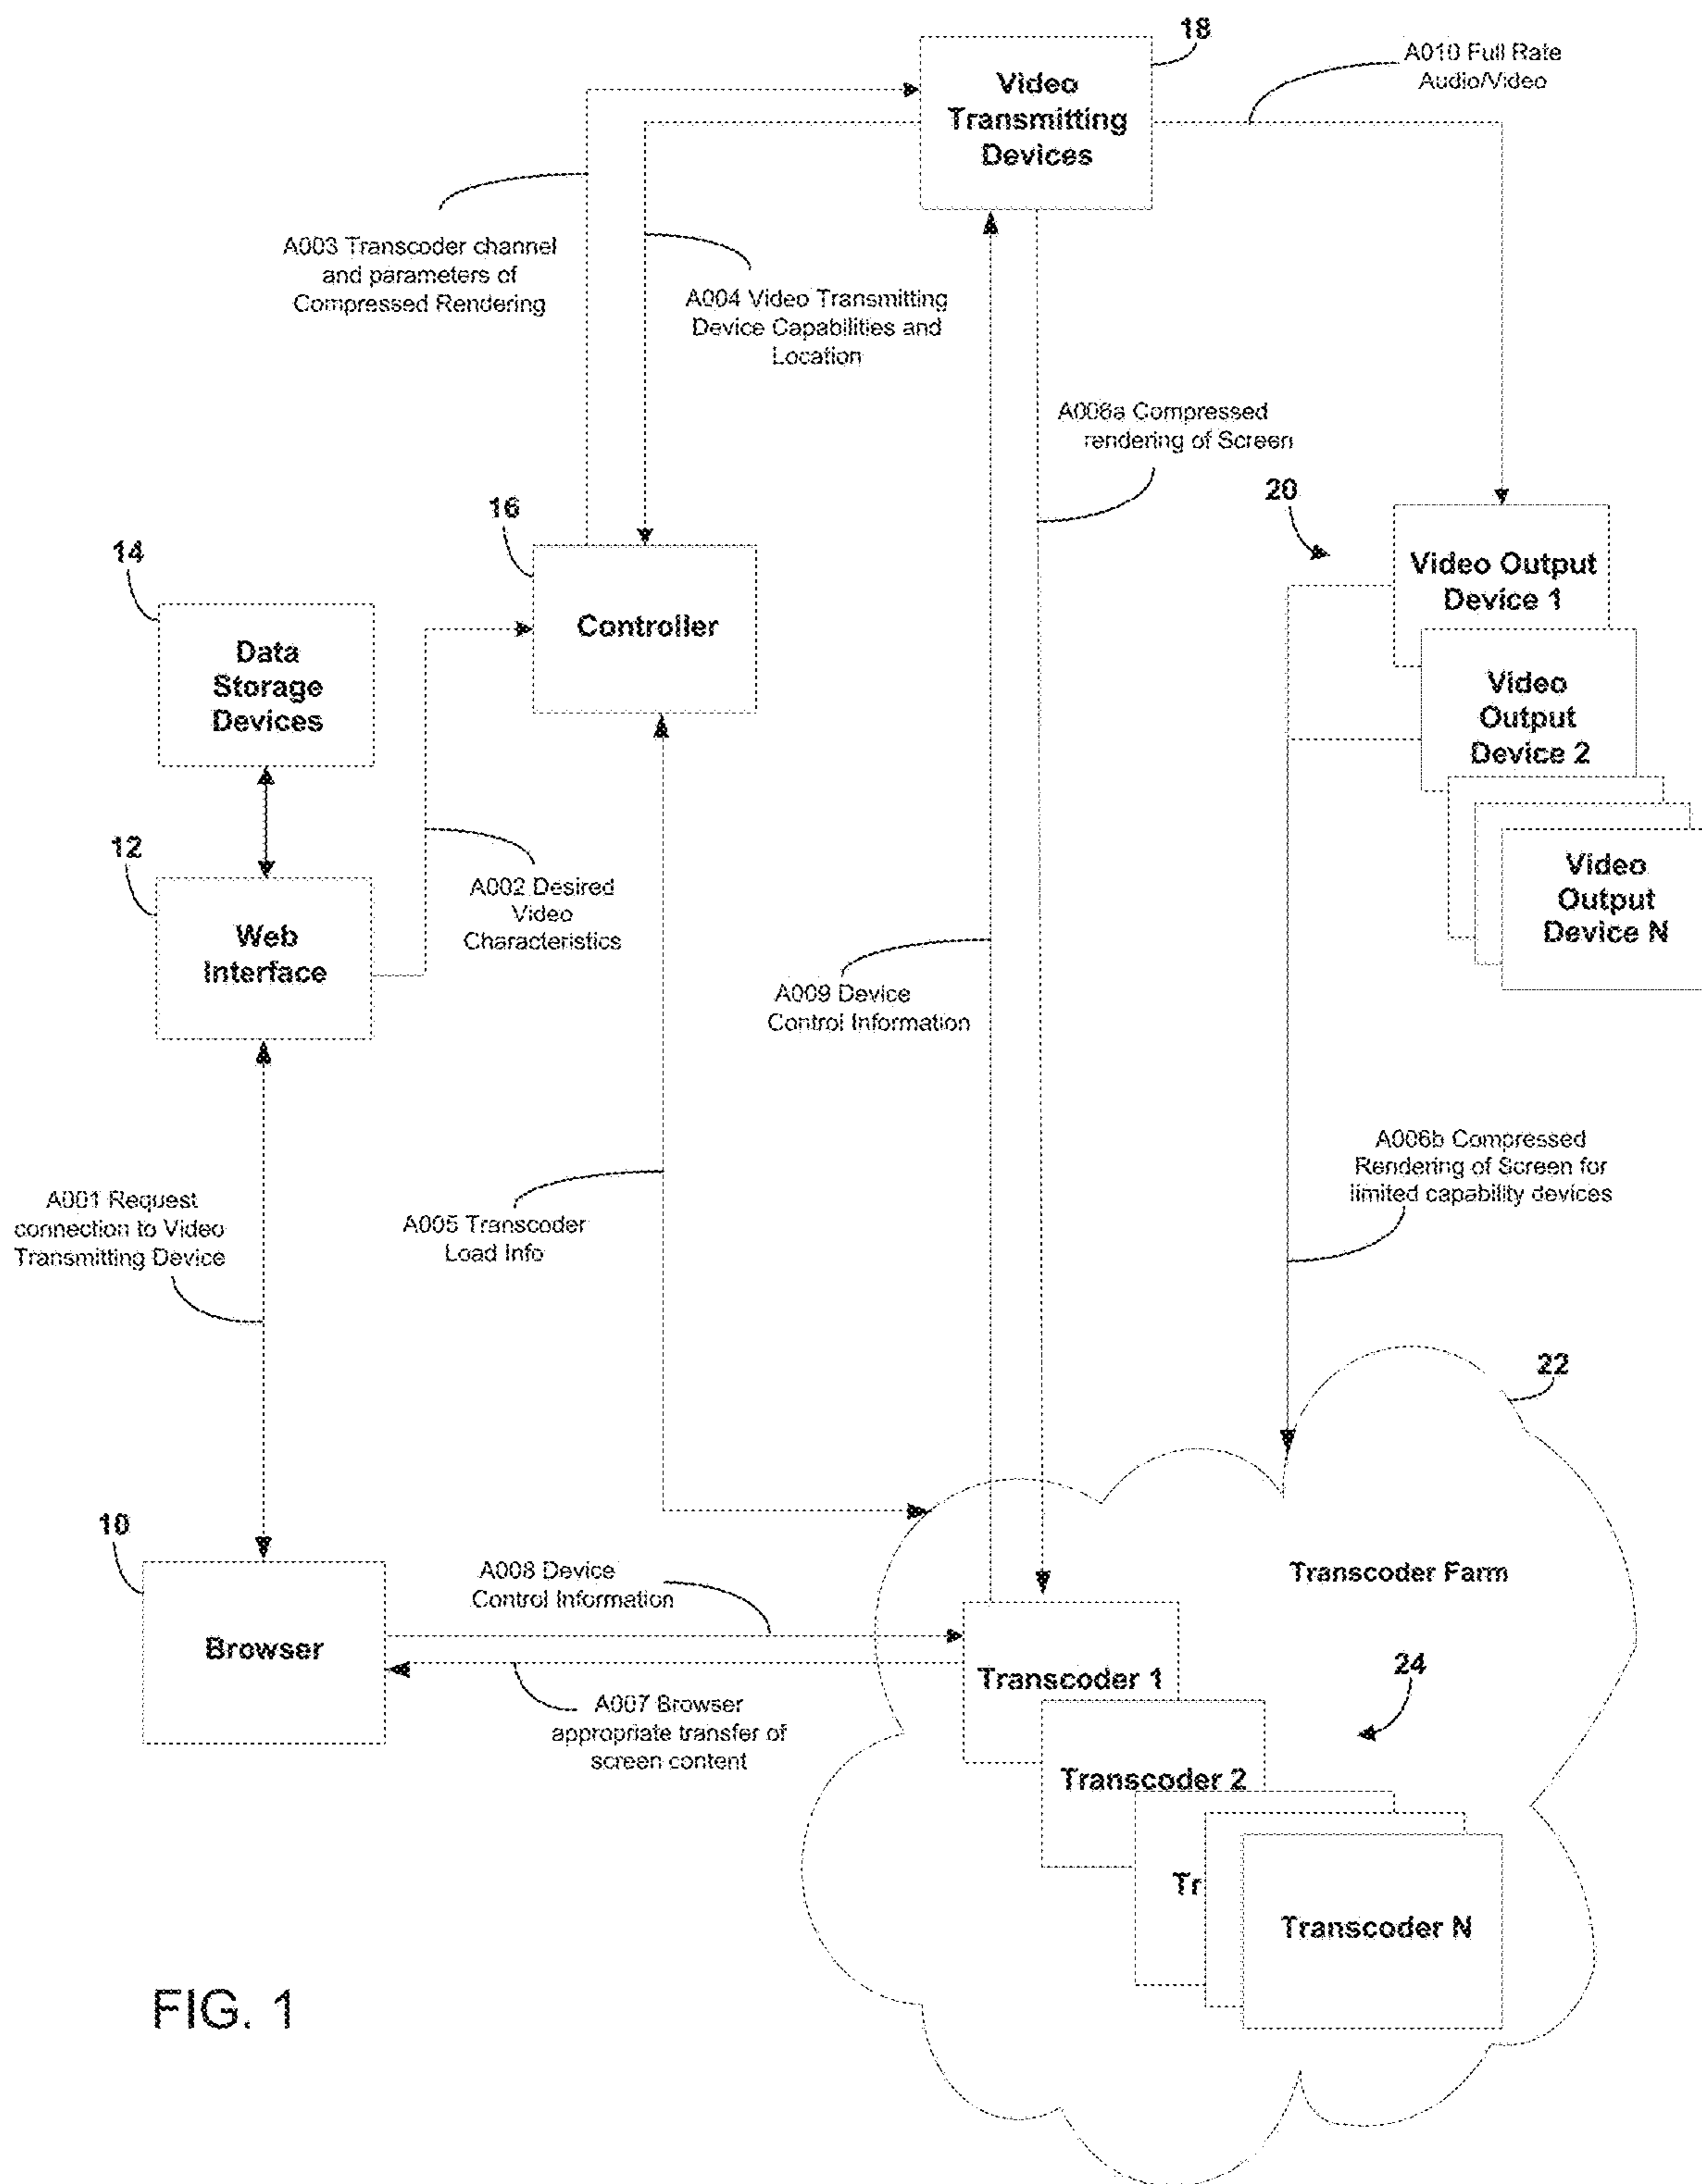 18
Video
Transmitting
Devices
A010 Full Rate
Audio/Video
A003 Transcoder channel
and parameters of
Compressed Rendering
A004 Video Transmitting
Device Capabilities and
Location
A006a Compressed
rendering of Screen
20
16
14
Controller
Data
Storage
Devices
Video Output
Device 1
Video
Output
Device 2
Video
Output
Device N
12
Web
Interface
A002 Desired
Video
Characteristics
A009 Device
Control Information
A006b Compressed
Rendering of Screen for
limited capability devices
A001 Request
connection to Video
Transmitting Device
A005 Transcoder
Load Info
22
10
Browser
A008 Device
Control Information
A007 Browser
appropriate transfer of
screen content
Transcoder Farm
24
Transcoder 1
Transcoder 2
Tr
Transcoder N
FIG. 1